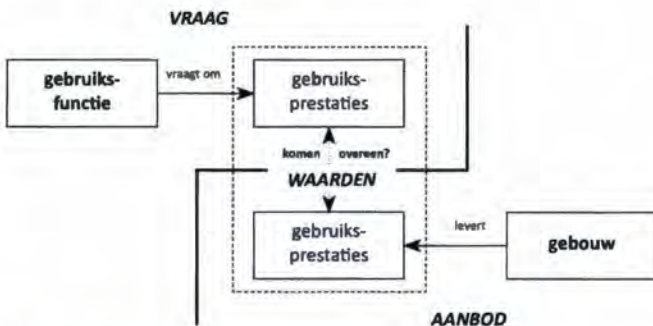 VRAAG
gebruiks-
functie
vraagt om
gebruiks-
prestaties
komen overeen?
WAARDEN
gebruiks-
prestaties
levert
gebouw
AANBOD